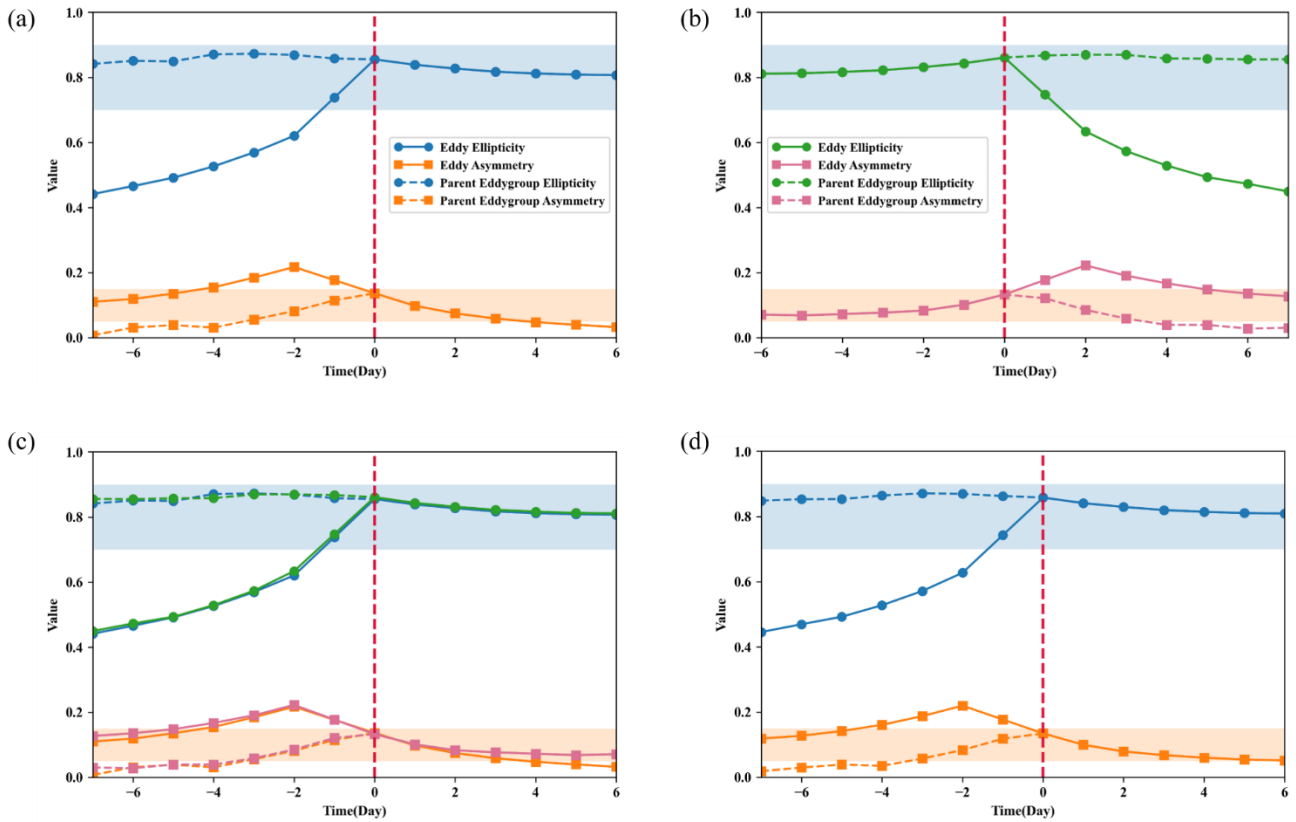 (a)
1.0
0.8
0.6
0.4
0.2
0.0
Value
Eddy Ellipticity
Eddy Asymmetry
Parent Eddygroup Ellipticity
Parent Eddygroup Asymmetry
−6
−4
−2
0
2
4
6
Time(Day)
(b)
1.0
0.8
0.6
0.4
0.2
0.0
Value
Eddy Ellipticity
Eddy Asymmetry
Parent Eddygroup Ellipticity
Parent Eddygroup Asymmetry
−6
−4
−2
0
2
4
6
Time(Day)
(c)
1.0
0.8
0.6
0.4
0.2
0.0
Value
−6
−4
−2
0
2
4
6
Time(Day)
(d)
1.0
0.8
0.6
0.4
0.2
0.0
Value
−6
−4
−2
0
2
4
6
Time(Day)